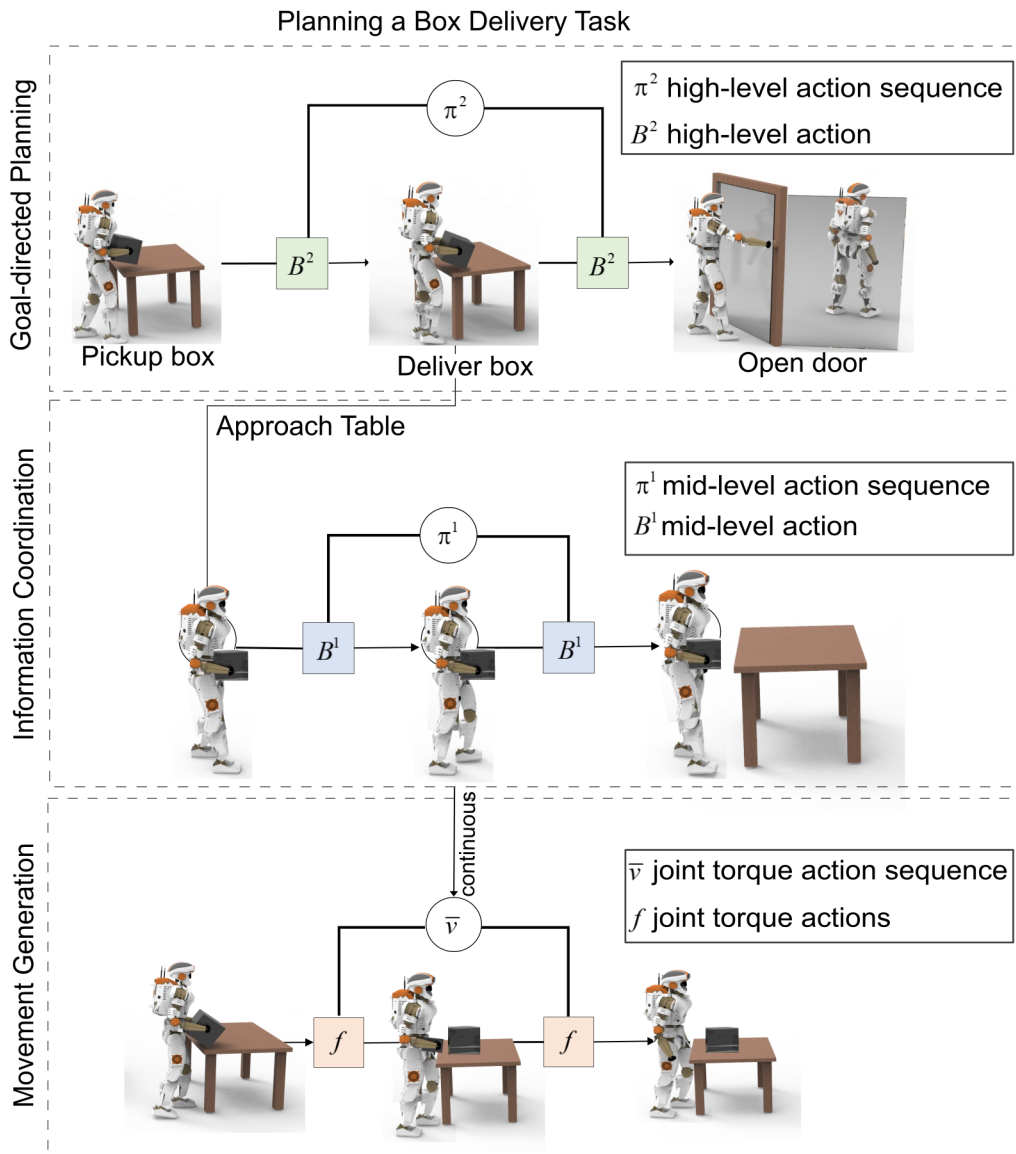 Planning a Box Delivery Task
Goal-directed Planning
π²
π² high-level action sequence
B² high-level action
B²
B²
Pickup box
Deliver box
Open door
Information Coordination
Approach Table
π¹
π¹ mid-level action sequence
B¹ mid-level action
B¹
B¹
Movement Generation
continuous
v̅
v̅ joint torque action sequence
f joint torque actions
f
f